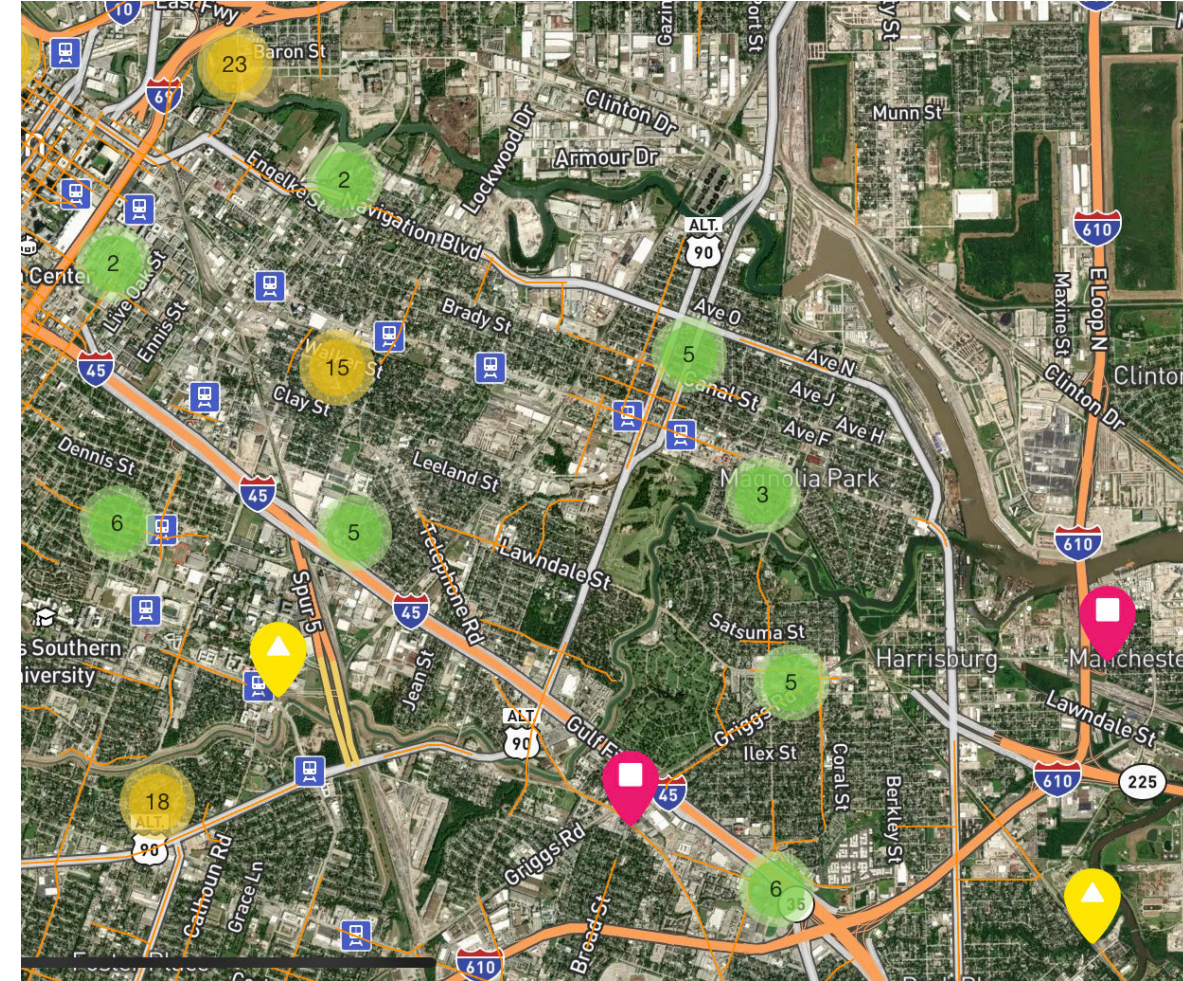 10
East Fwy
Baron St
23
69
Clinton Dr
Armour Dr
Lockwood Dr
Munn St
Engelke St
2
Navigation Blvd
ALT.
90
610
E Loop N
Maxine St
2
Center
Live Oak St
Ennis St
Brady St
Ave O
45
15
Clay St
5
Canal St
Ave N
Ave J
Ave H
Ave F
Clinton Dr
Dennis St
45
Leeland St
Magnolia Park
3
6
5
Telephone Rd
Lawndale St
610
Spur 5
45
Satsuma St
s Southern
iversity
Jean St
Harrisburg
Mancheste
5
Griggs Rd
Lawndale St
ALT.
90
Ilex St
45
Corral St
Berkley St
610
225
18
ALT.
90
Calhoun Rd
Grace Ln
Griggs Rd
Broad St
6
35
610